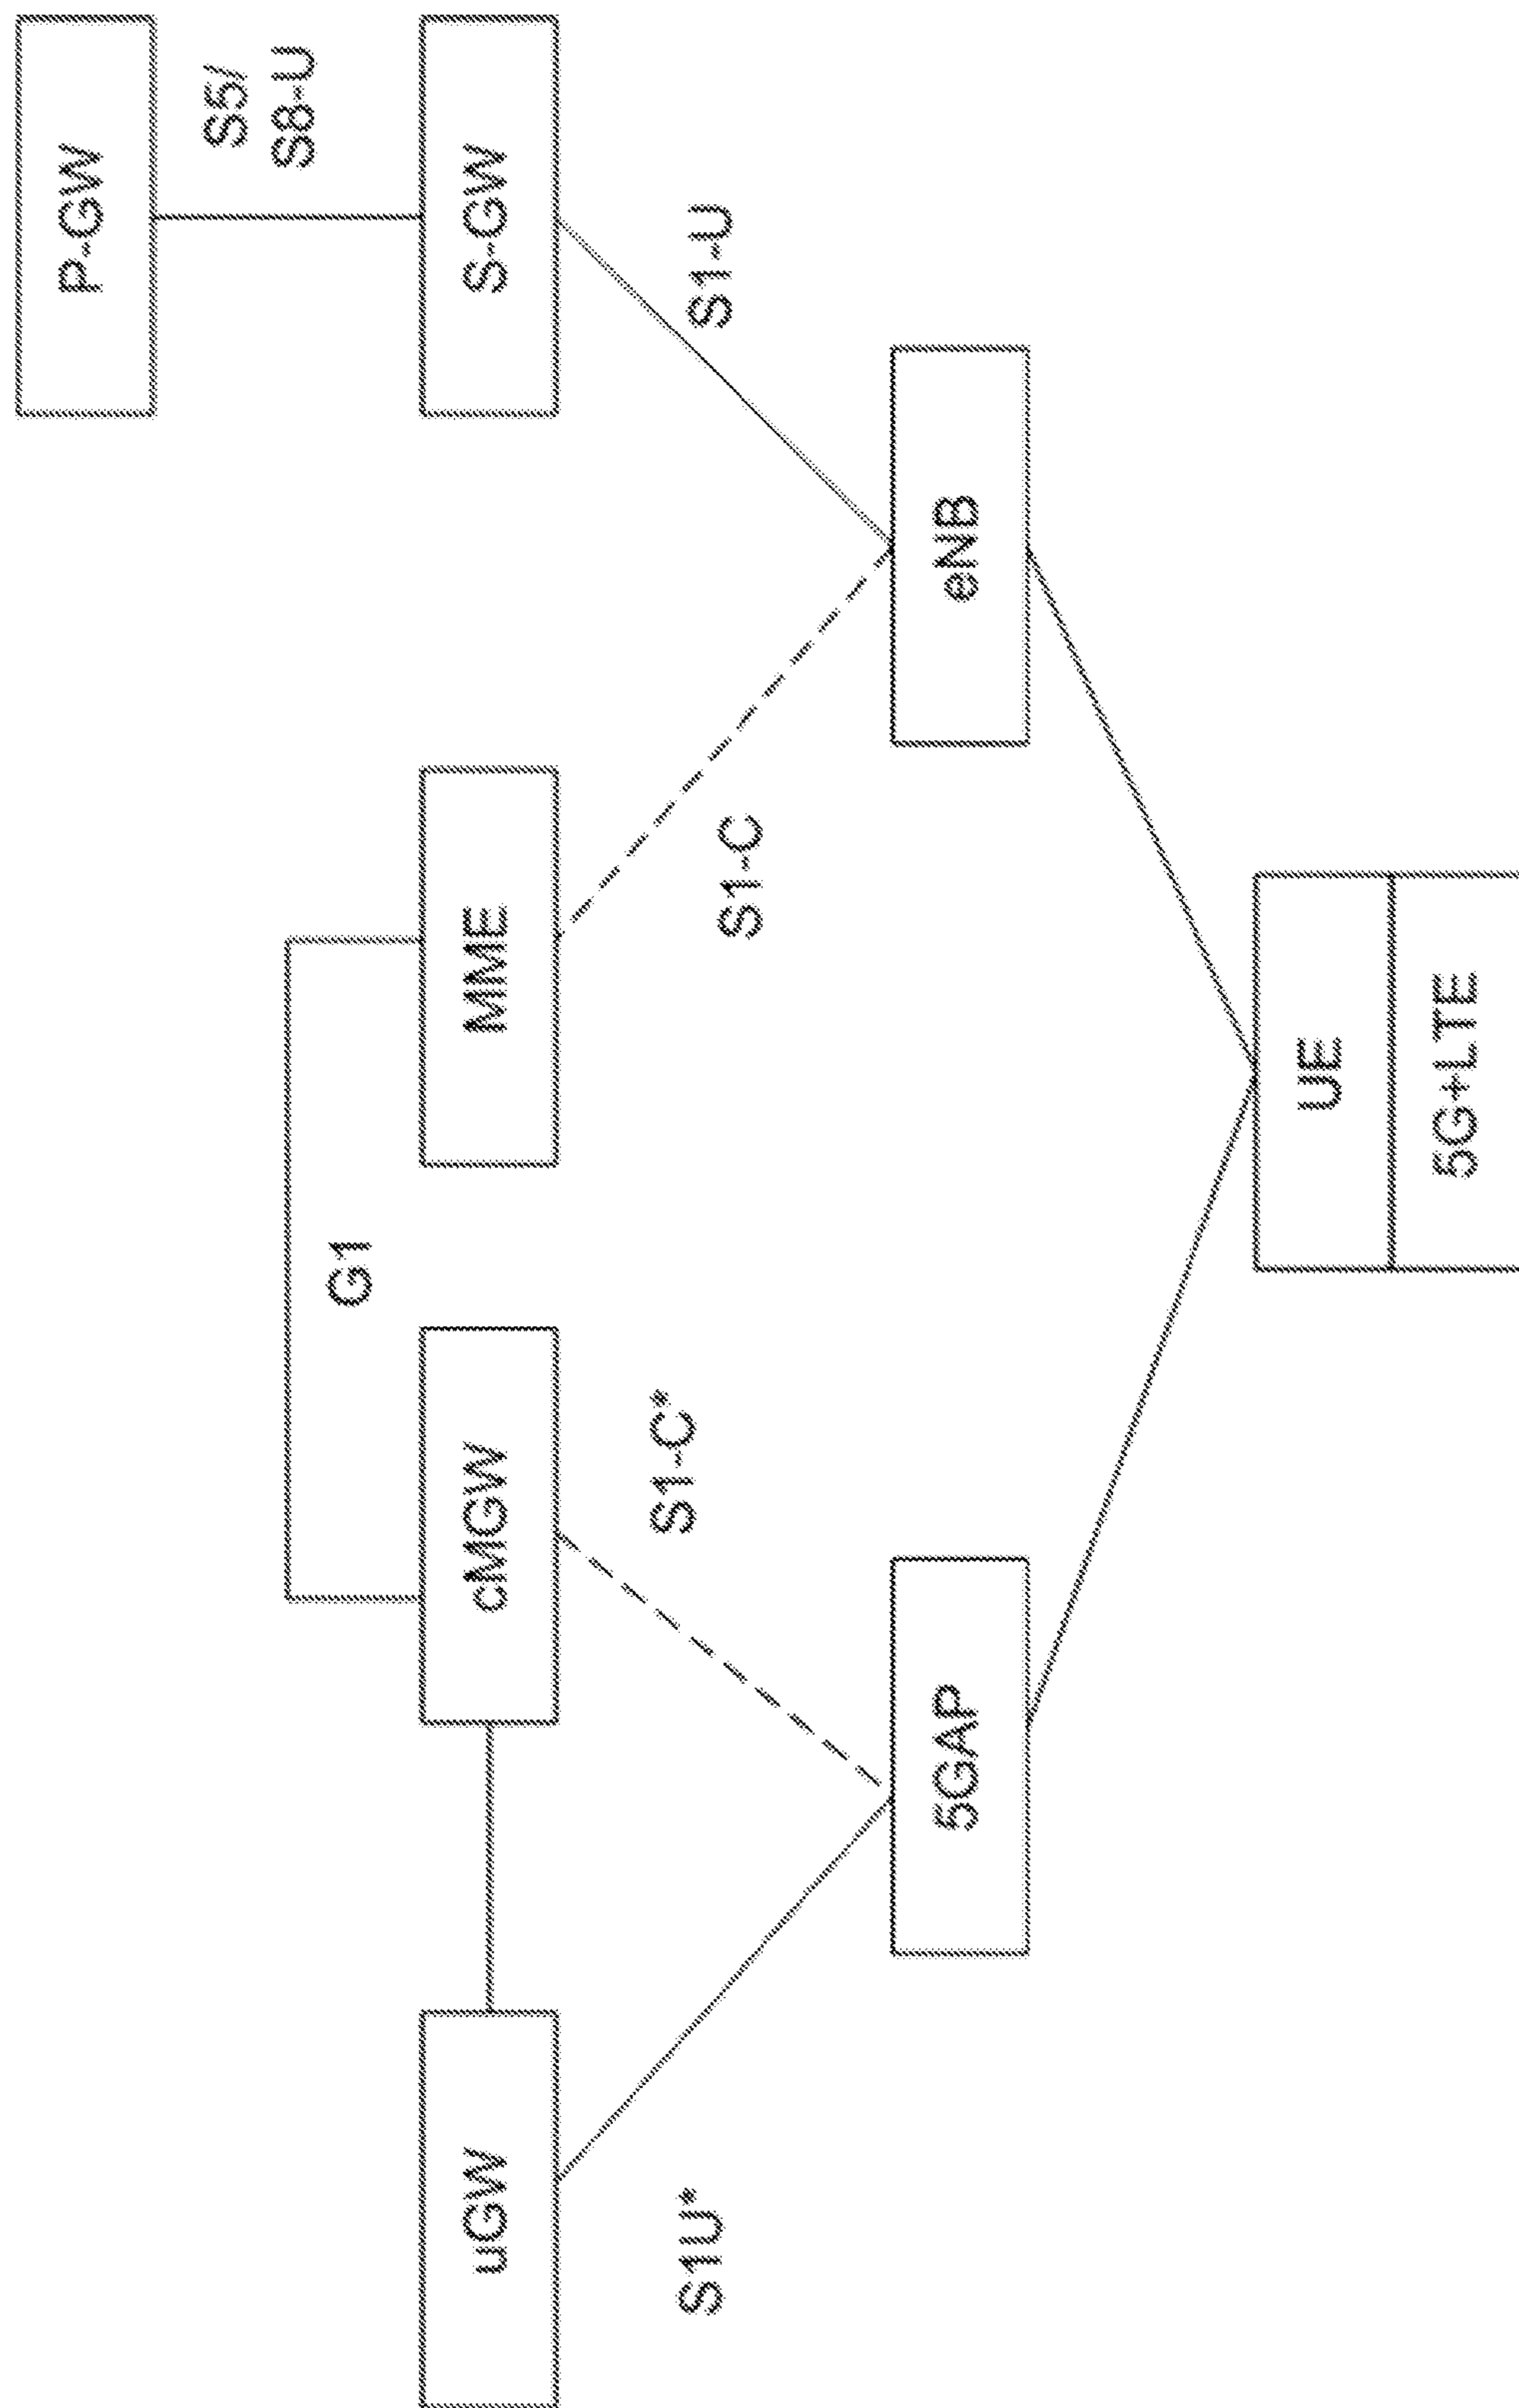 P-GW
S5/
S8-U
uGW
cMGW
G1
MME
S-GW
S1U*
S1-C*
S1-C
S1-U
5GAP
eNB
UE
5G+LTE